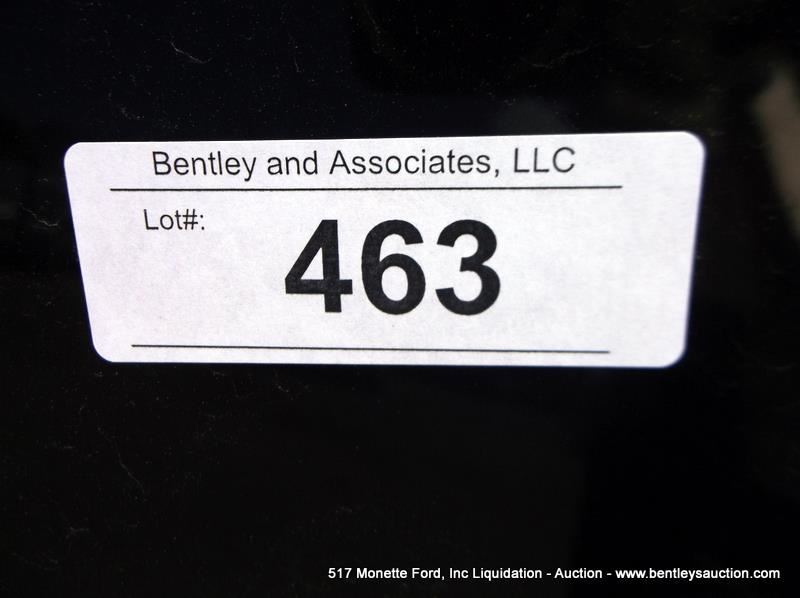 Bentley and Associates, LLC
Lot#:
463
517 Monette Ford, Inc Liquidation - Auction - www.bentleysauction.com